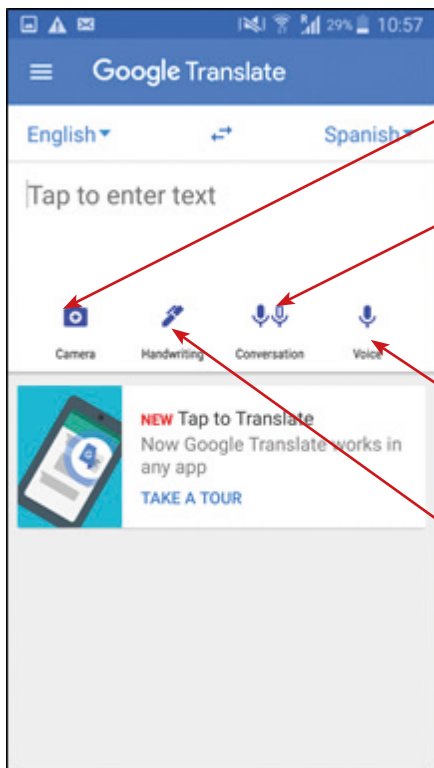 29% 10:57
Google Translate
English Spanish
Tap to enter text
Camera Handwriting Conversation Voice
NEW Tap to Translate
Now Google Translate works in
any app
TAKE A TOUR